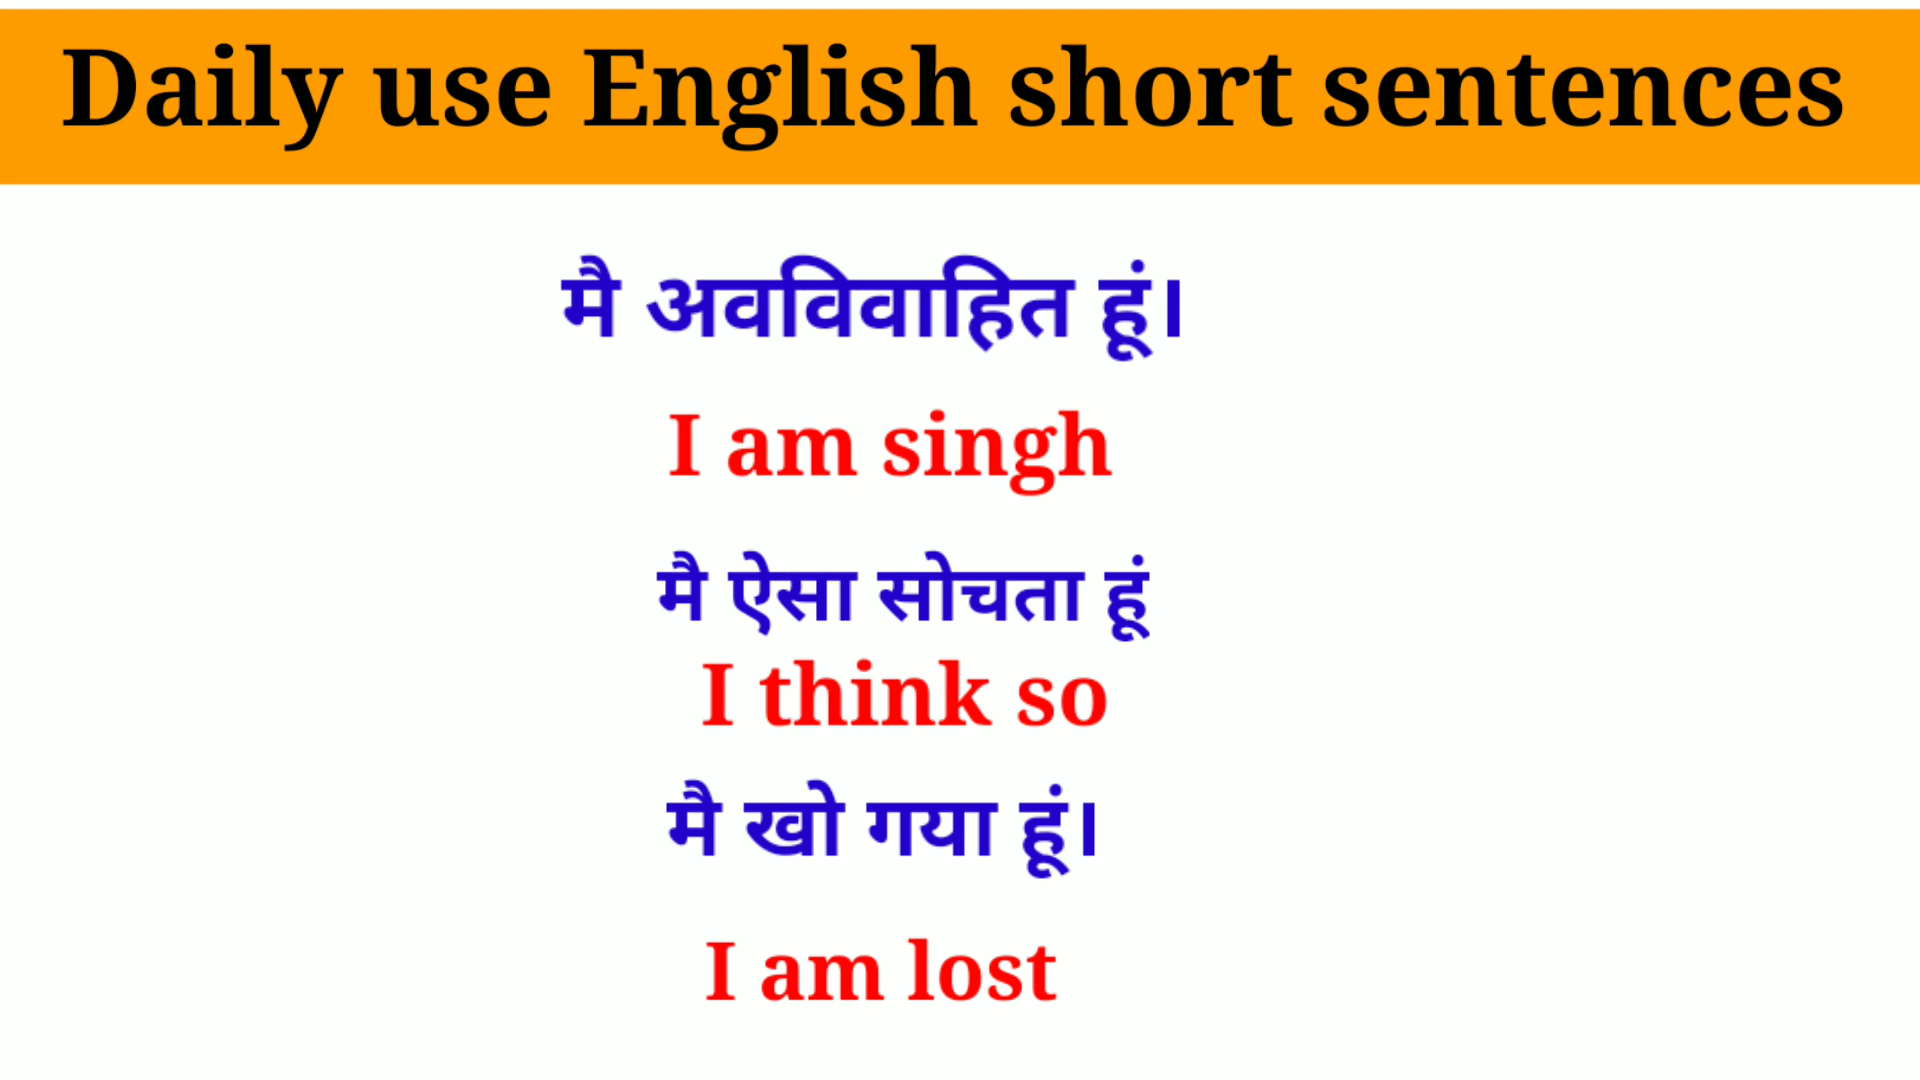 Daily use English short sentences
मै अवविवाहित हूं।
I am singh
मै ऐसा सोचता हूं
I think so
मै खो गया हूं।
I am lost